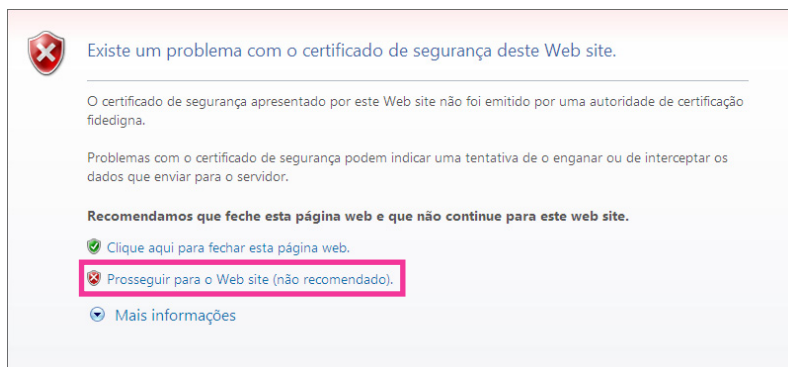 Existe um problema com o certificado de segurança deste Web site.
O certificado de segurança apresentado por este Web site não foi emitido por uma autoridade de certificação
fidedigna.
Problemas com o certificado de segurança podem indicar uma tentativa de o enganar ou de interceptar os
dados que enviar para o servidor.
Recomendamos que feche esta página web e que não continue para este web site.
Clique aqui para fechar esta página web.
Prosseguir para o Web site (não recomendado).
Mais informações